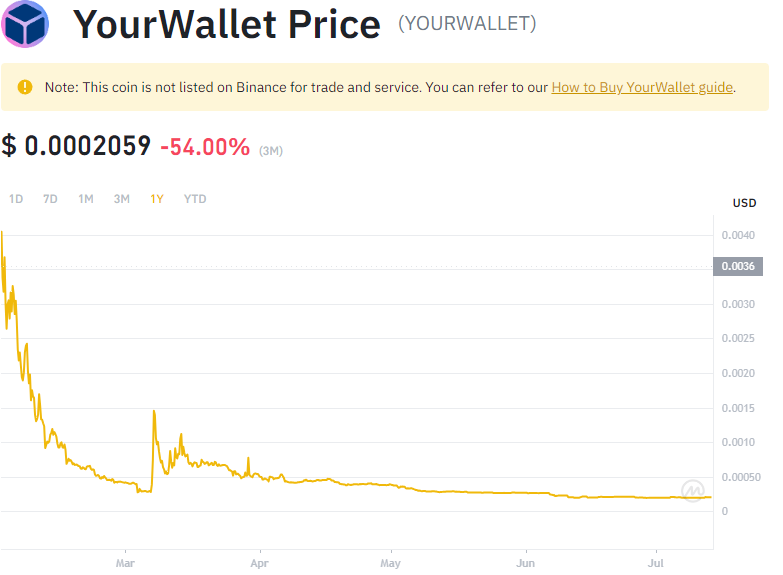 YourWallet Price (YOURWALLET)
Note: This coin is not listed on Binance for trade and service. You can refer to our How to Buy YourWallet guide.
$ 0.0002059 -54.00% (3M)
1D 7D 1M 3M 1Y YTD
USD
0.0040
0.0036
0.0030
0.0025
0.0020
0.0015
0.0010
0.00050
0
Mar Apr May Jun Jul